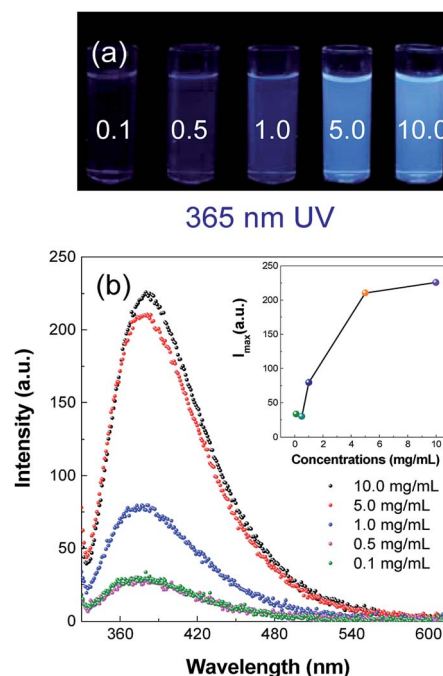 (a)
0.1 0.5 1.0 5.0 10.0
365 nm UV
(b)
250
200
150
100
50
0
Intensity (a.u.)
360 420 480 540 600
Wavelength (nm)
250
200
150
100
50
0
I_max(a.u.)
0 2 4 6 8 10
Concentrations (mg/mL)
10.0 mg/mL
5.0 mg/mL
1.0 mg/mL
0.5 mg/mL
0.1 mg/mL